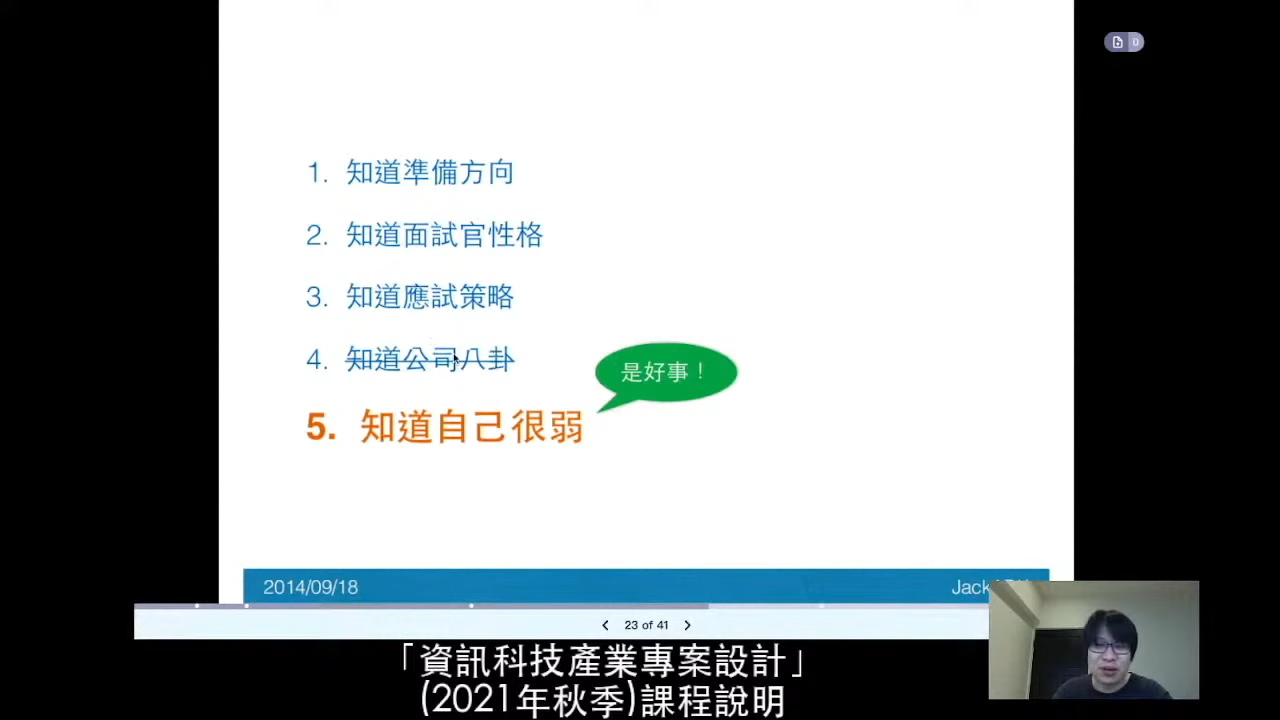 0
1. 知道準備方向
2. 知道面試官性格
3. 知道應試策略
4. 知道公司八卦
是好事！
5. 知道自己很弱
2014/09/18
Jack
23 of 41
「資訊科技產業專案設計」
(2021年秋季)課程說明